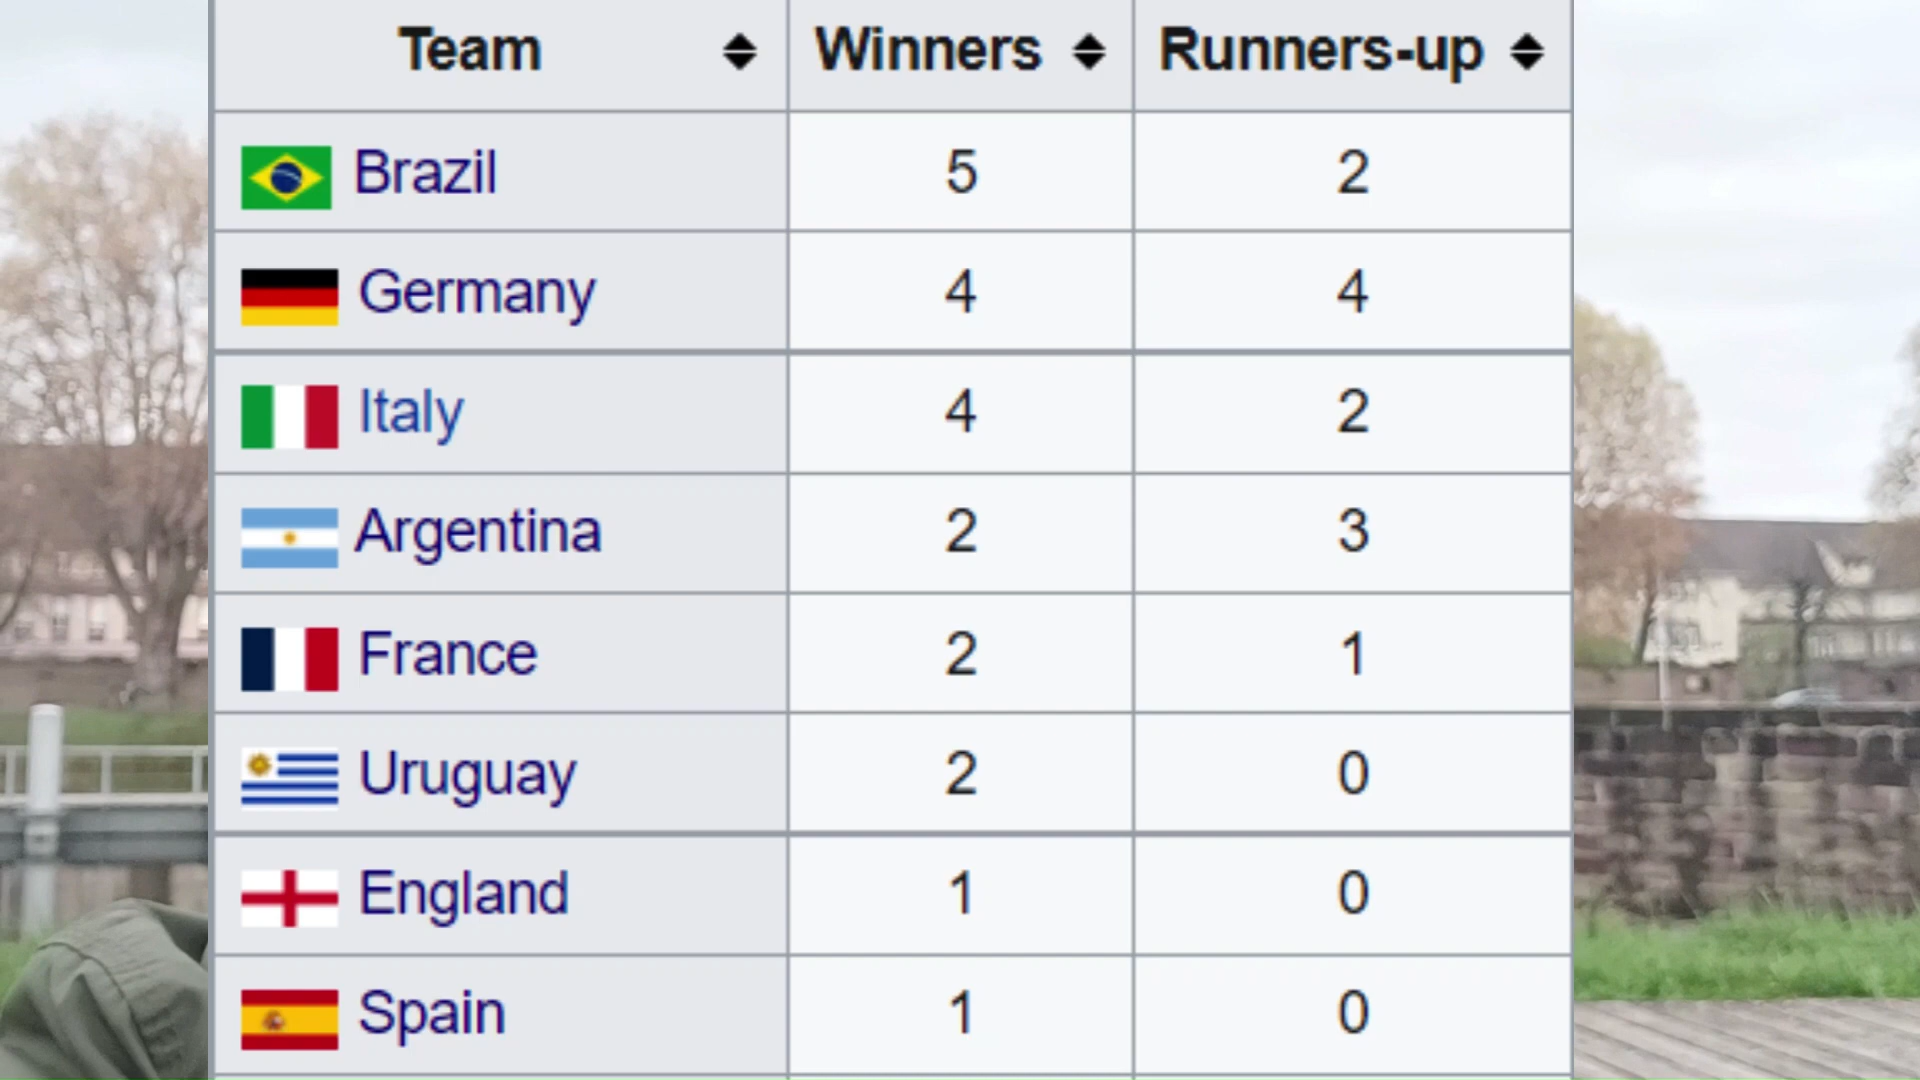 Team Winners Runners-up
Brazil 5 2
Germany 4 4
Italy 4 2
Argentina 2 3
France 2 1
Uruguay 2 0
England 1 0
Spain 1 0